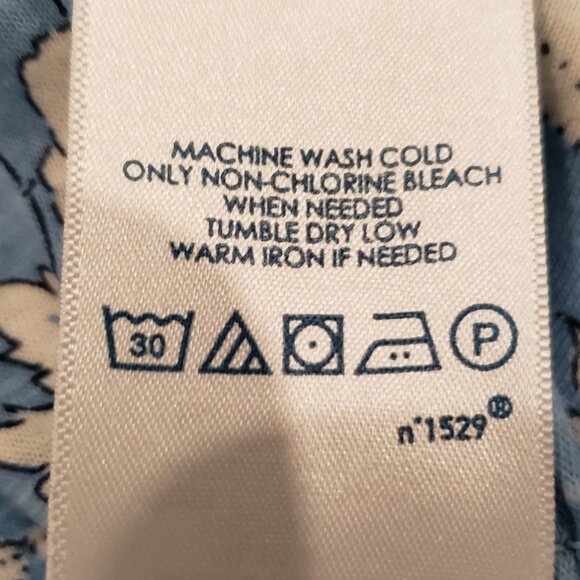 MACHINE WASH COLD
ONLY NON-CHLORINE BLEACH
WHEN NEEDED
TUMBLE DRY LOW
WARM IRON IF NEEDED
30 P
n°1529®